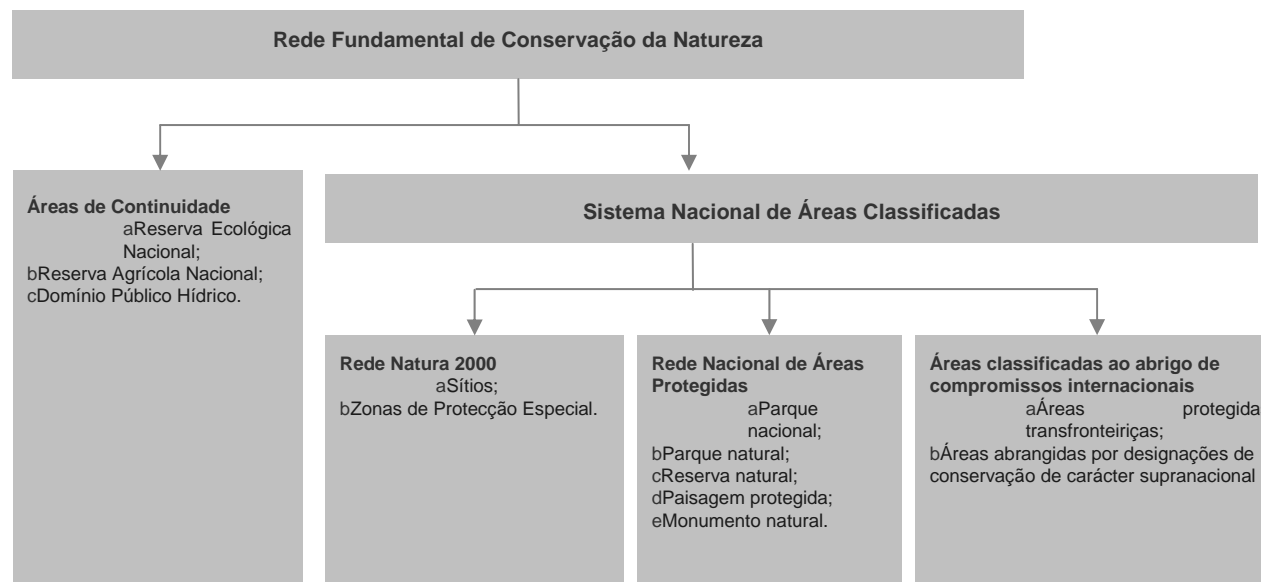 Rede Fundamental de Conservação da Natureza
Áreas de Continuidade
aReserva Ecológica
Nacional;
bReserva Agrícola Nacional;
cDomínio Público Hídrico.
Sistema Nacional de Áreas Classificadas
Rede Natura 2000
aSítios;
bZonas de Protecção Especial.
Rede Nacional de Áreas
Protegidas
aParque
nacional;
bParque natural;
cReserva natural;
dPaisagem protegida;
eMonumento natural.
Áreas classificadas ao abrigo de
compromissos internacionais
aÁreas protegida
transfronteiriças;
bÁreas abrangidas por designações de
conservação de carácter supranacional